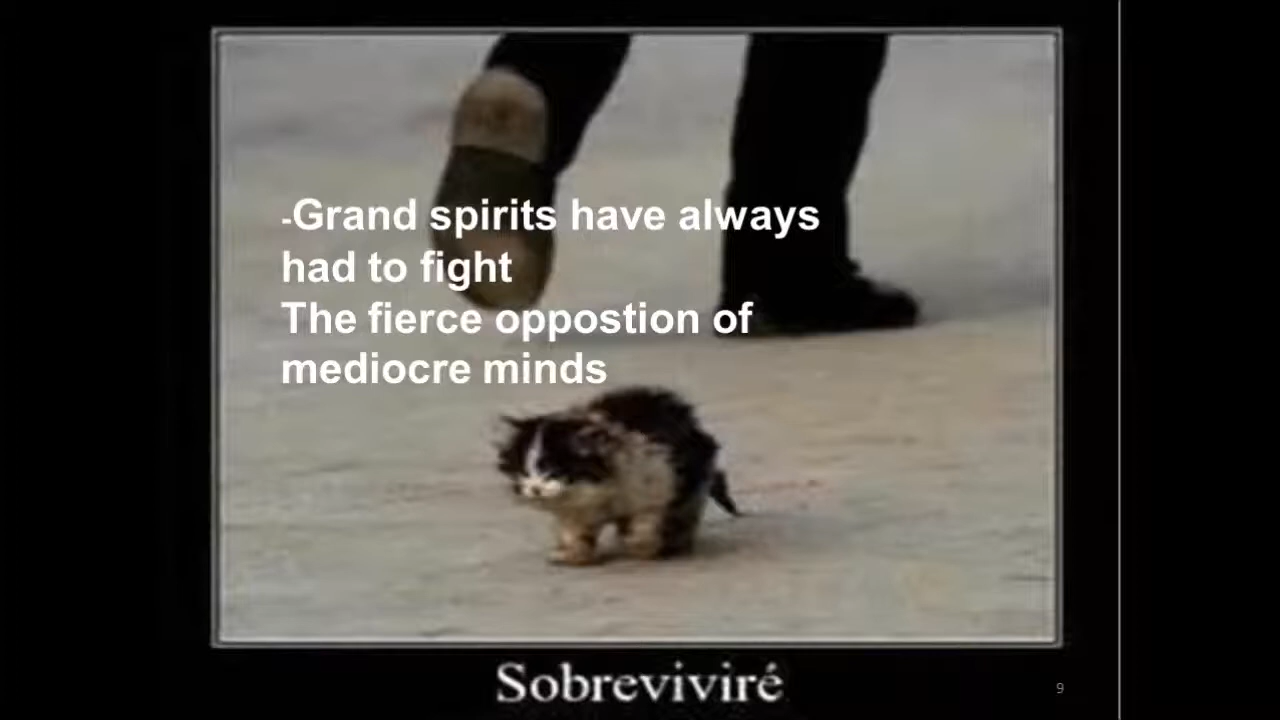 -Grand spirits have always
had to fight
The fierce oppostion of
mediocre minds
Sobreviviré
9